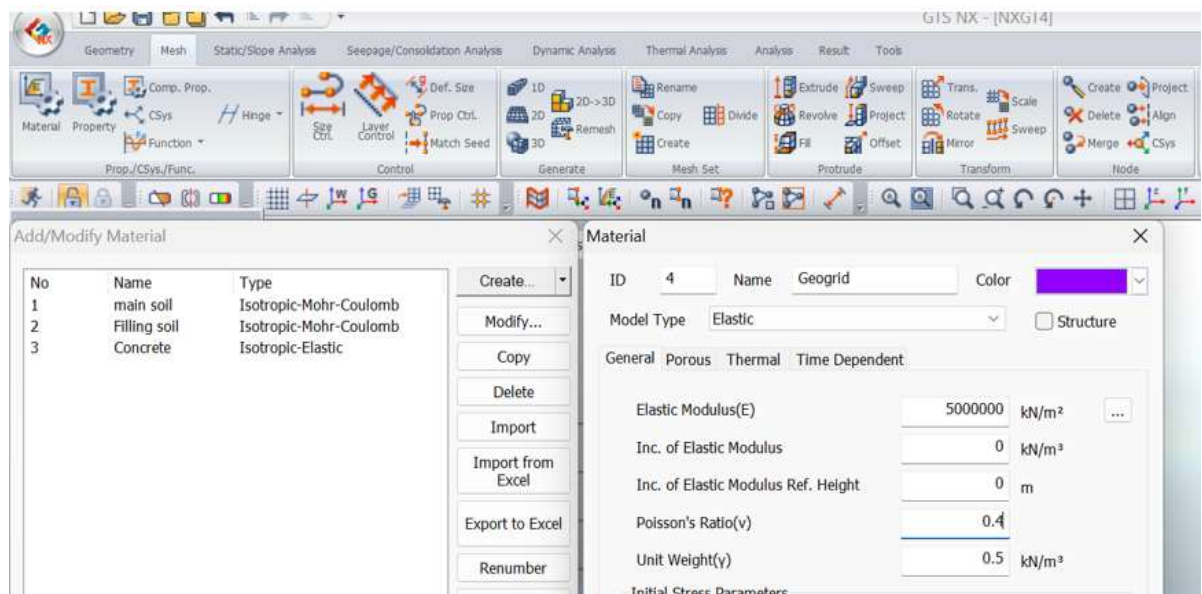 GTS NX - [NXGT4]
Geometry Mesh Static/Slope Analysis Seepage/Consolidation Analysis Dynamic Analysis Thermal Analysis Analysis Result Tools
Material
Property
Comp. Prop.
CSys
Function
Hinge
Prop./CSys./Func.
Size Ctrl.
Layer Control
Def. Size
Prop Ctrl.
Match Seed
Control
1D
2D
3D
2D->3D
Remesh
Generate
Rename
Copy
Create
Divide
Mesh Set
Extrude
Revolve
Fill
Sweep
Project
Offset
Protrude
Trans.
Rotate
Mirror
Scale
Sweep
Transform
Create
Delete
Merge
Project
Align
CSys
Node
Add/Modify Material
No Name Type
1 main soil Isotropic-Mohr-Coulomb
2 Filling soil Isotropic-Mohr-Coulomb
3 Concrete Isotropic-Elastic
Create...
Modify...
Copy
Delete
Import
Import from
Excel
Export to Excel
Renumber
Material
ID 4 Name Geogrid Color
Model Type Elastic Structure
General Porous Thermal Time Dependent
Elastic Modulus(E) 5000000 kN/m²
...
Inc. of Elastic Modulus 0 kN/m³
Inc. of Elastic Modulus Ref. Height 0 m
Poisson's Ratio(ν) 0.4
Unit Weight(γ) 0.5 kN/m³
Initial Stress Parameters